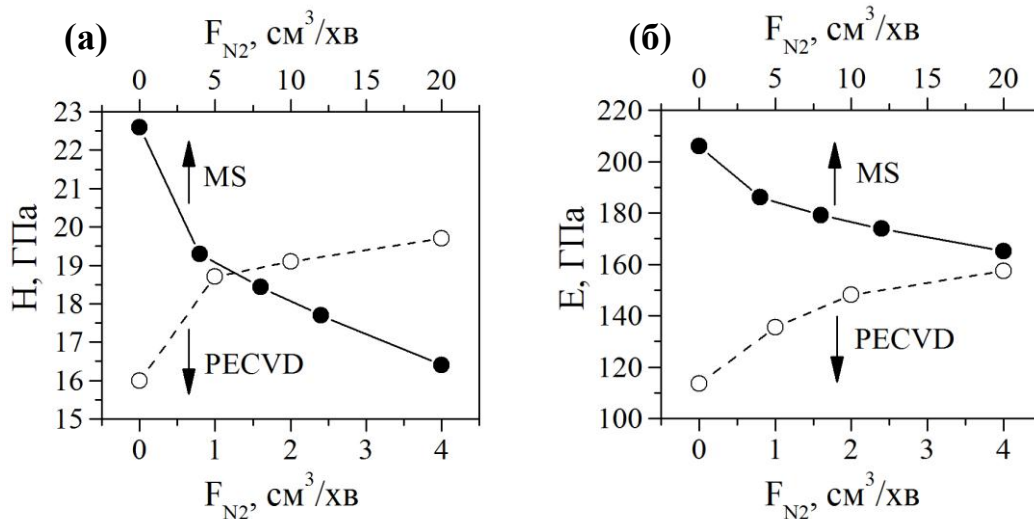 (а)
F_N2, см³/хв
0 5 10 15 20
23
22
21
20
19
18
17
16
15
H, ГПа
MS
PECVD
0 1 2 3 4
F_N2, см³/хв
(б)
F_N2, см³/хв
0 5 10 15 20
220
200
180
160
140
120
100
E, ГПа
MS
PECVD
0 1 2 3 4
F_N2, см³/хв